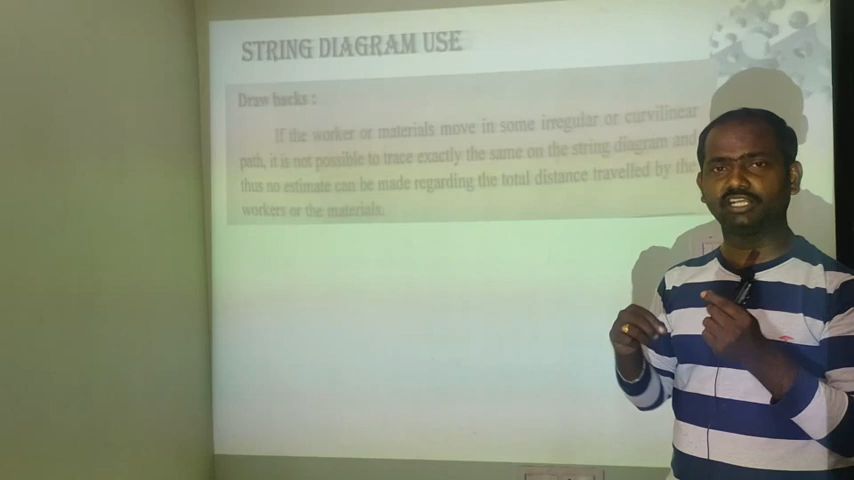 STRING DIAGRAM USE
Draw backs :
If the worker or materials move in some irregular or curvilinear
path, it is not possible to trace exactly the same on the string diagram and
thus no estimate can be made regarding the total distance travelled by the
workers or the materials.